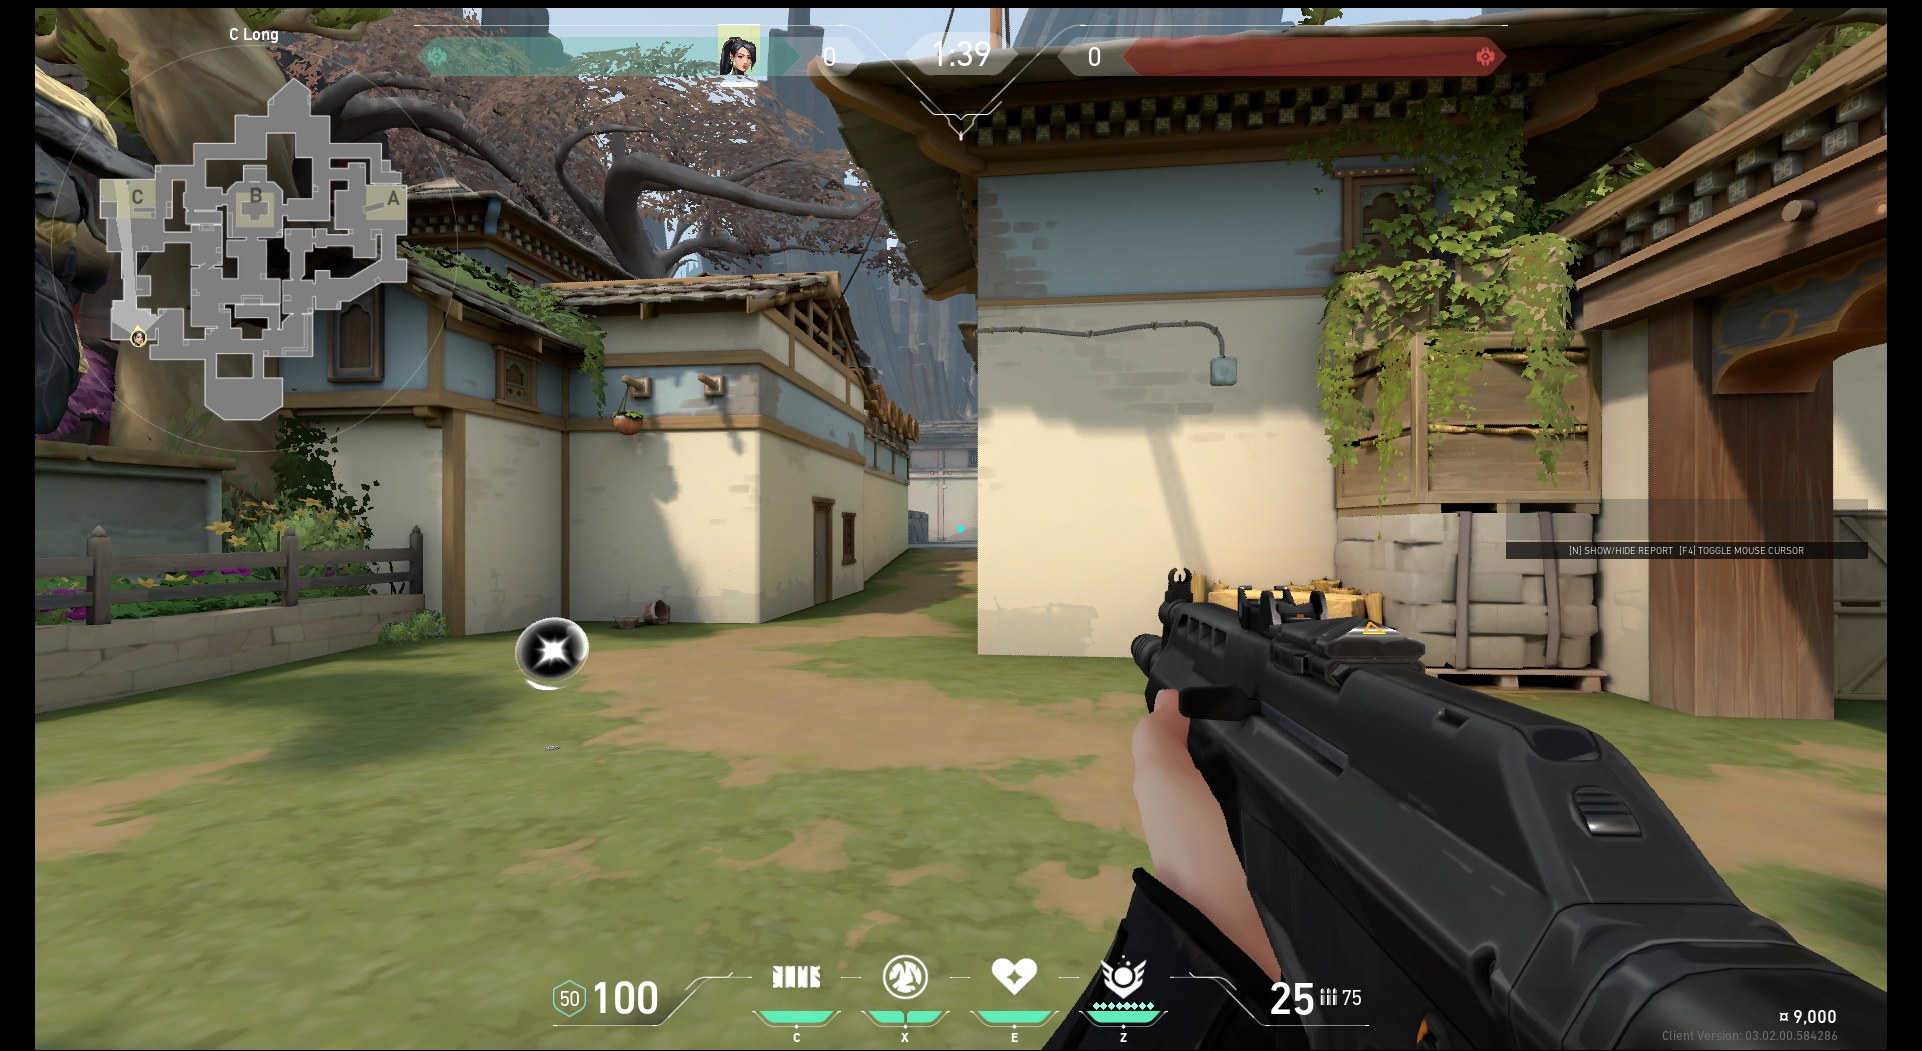 C Long
0
1:39
0
C
B
A
[N] SHOW/HIDE REPORT [F4] TOGGLE MOUSE CURSOR
50 100
25 75
C
X
E
Z
¤ 9,000
Client Version: 03.02.00.584286